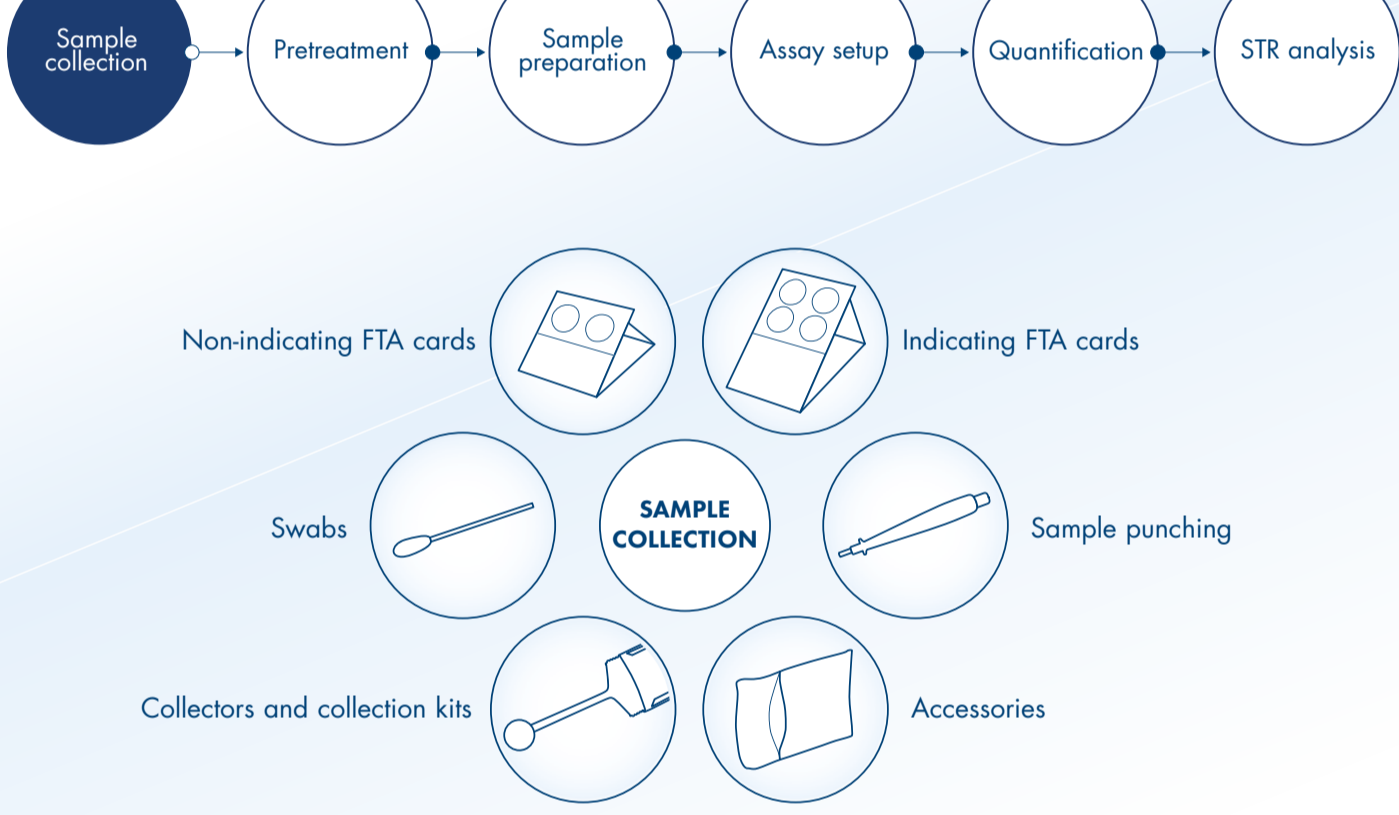 Sample
collection
Pretreatment
Sample
preparation
Assay setup
Quantification
STR analysis
Non-indicating FTA cards
Indicating FTA cards
Swabs
SAMPLE
COLLECTION
Sample punching
Collectors and collection kits
Accessories